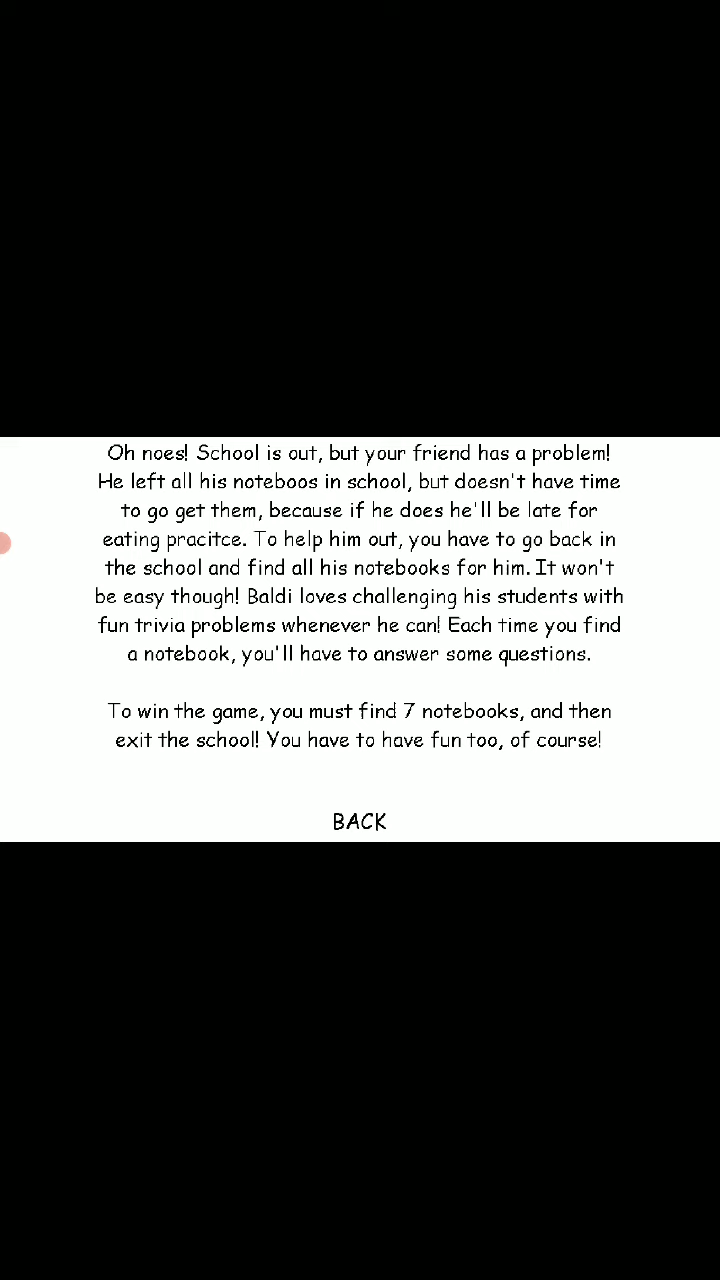 Oh noes! School is out, but your friend has a problem!
He left all his noteboos in school, but doesn't have time
to go get them, because if he does he'll be late for
eating pracitce. To help him out, you have to go back in
the school and find all his notebooks for him. It won't
be easy though! Baldi loves challenging his students with
fun trivia problems whenever he can! Each time you find
a notebook, you'll have to answer some questions.
To win the game, you must find 7 notebooks, and then
exit the school! You have to have fun too, of course!
BACK